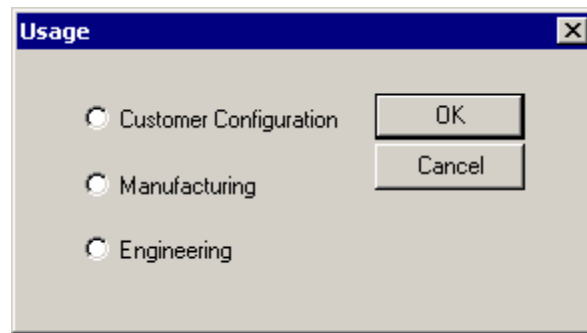 Usage
Customer Configuration
OK
Cancel
Manufacturing
Engineering